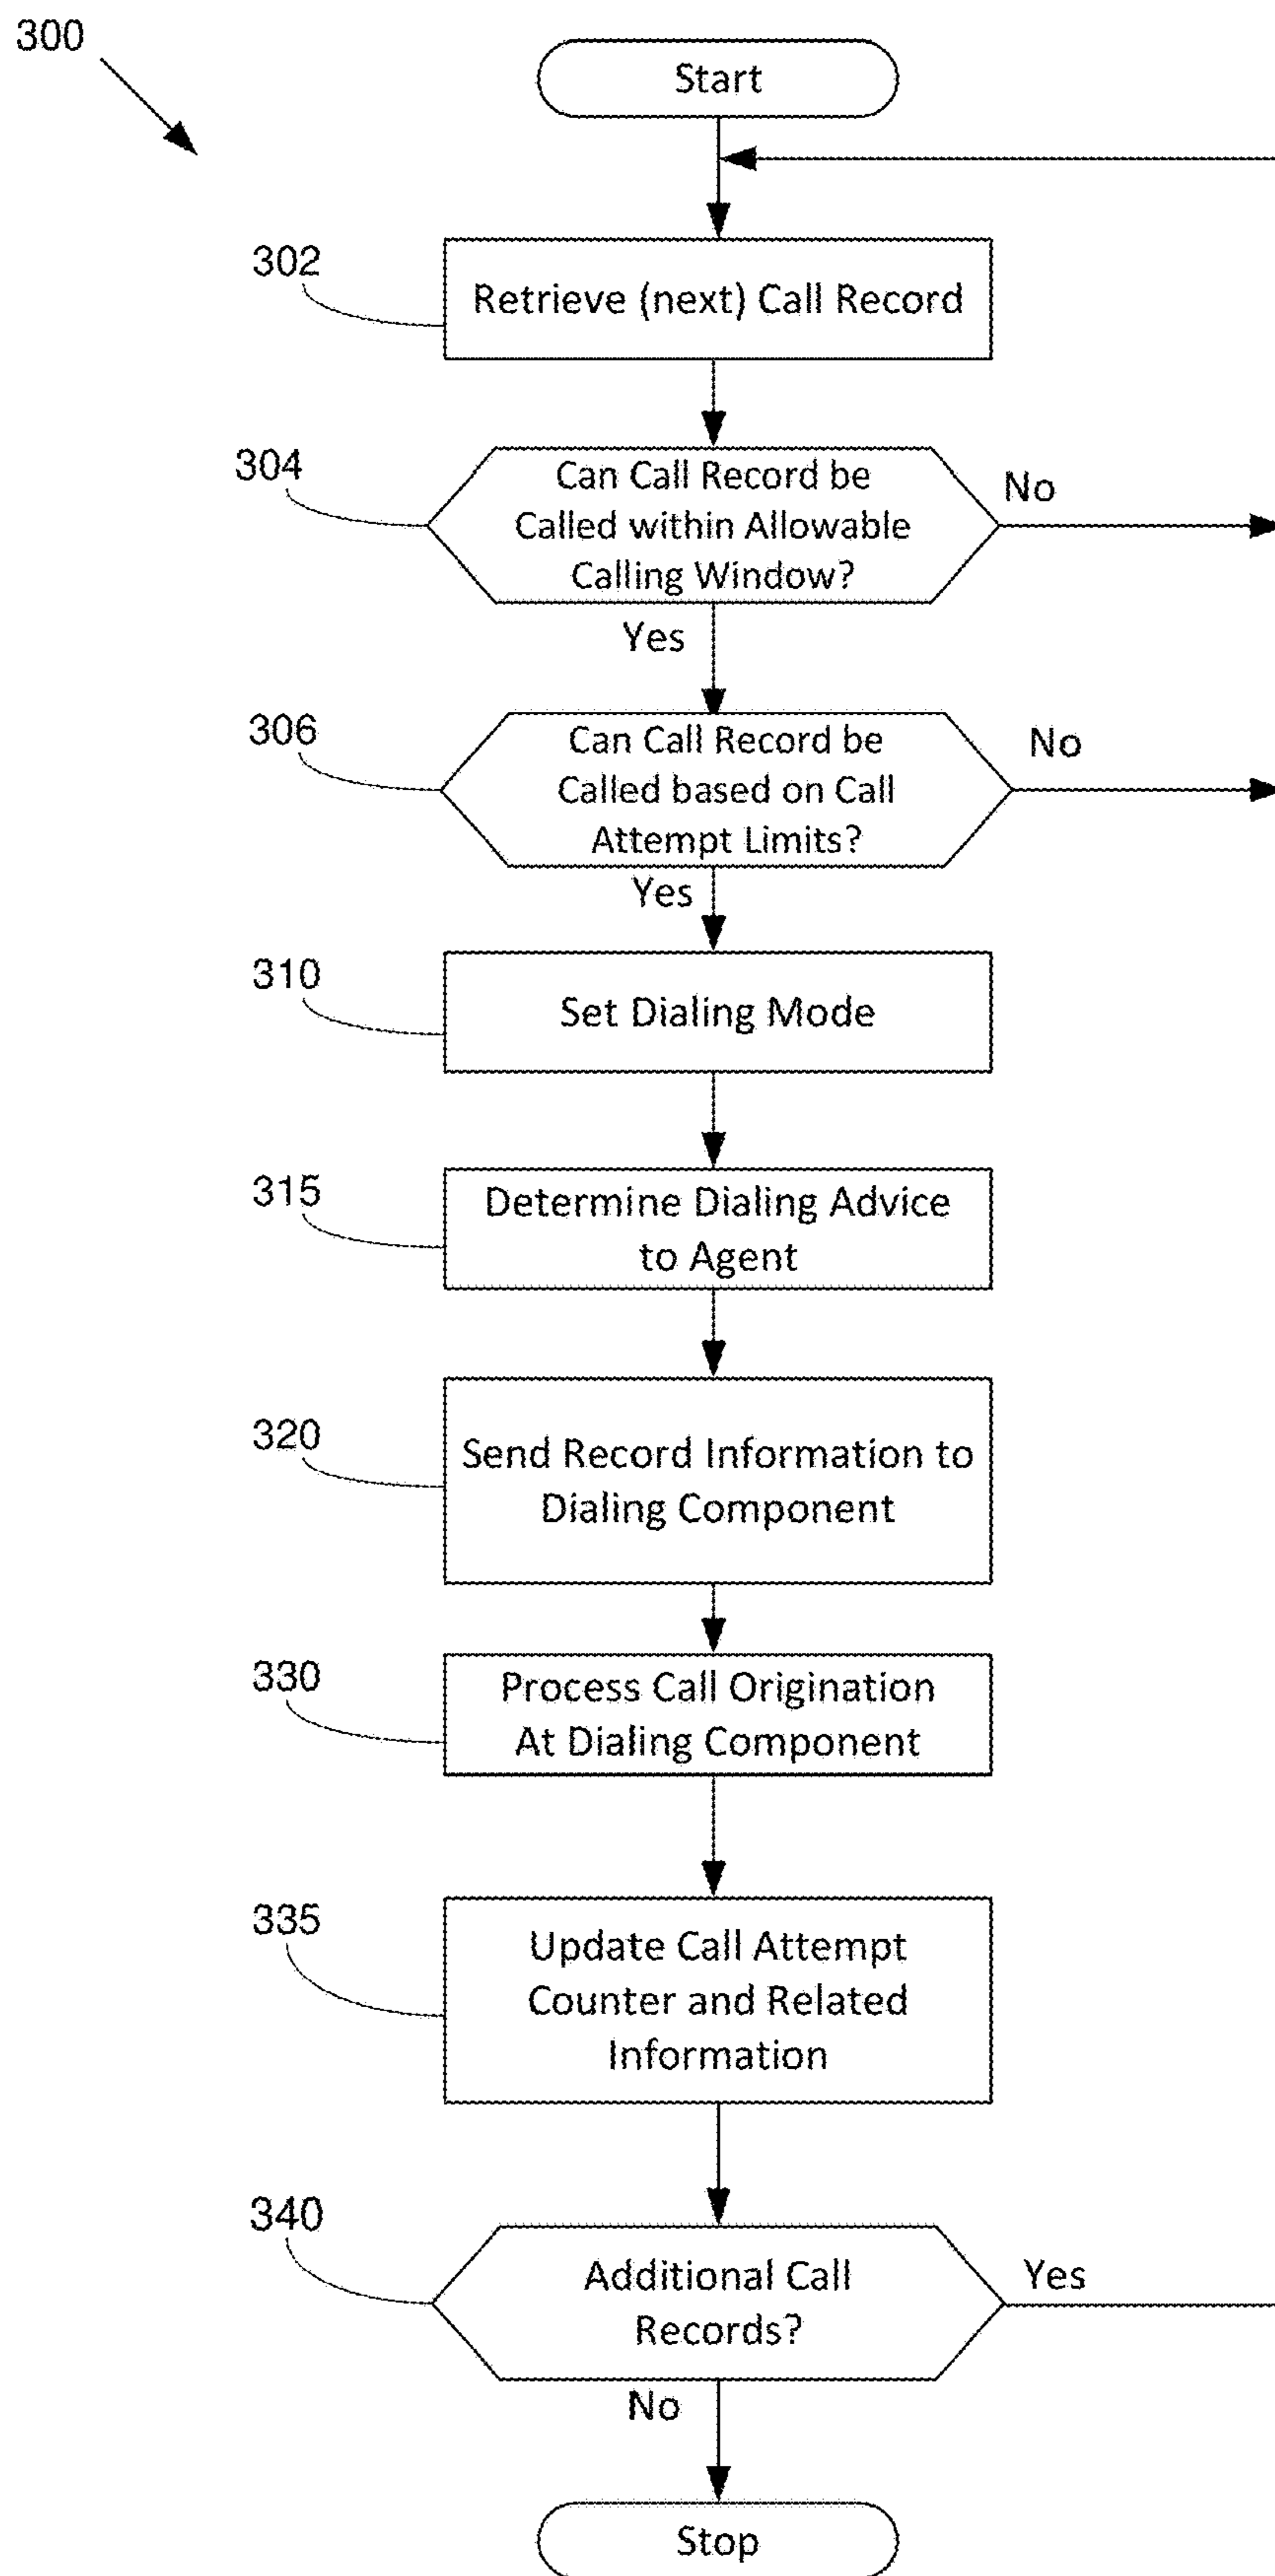 300
Start
302
Retrieve (next) Call Record
304
Can Call Record be
Called within Allowable
Calling Window?
No
Yes
306
Can Call Record be
Called based on Call
Attempt Limits?
No
Yes
310
Set Dialing Mode
315
Determine Dialing Advice
to Agent
320
Send Record Information to
Dialing Component
330
Process Call Origination
At Dialing Component
335
Update Call Attempt
Counter and Related
Information
340
Additional Call
Records?
Yes
No
Stop